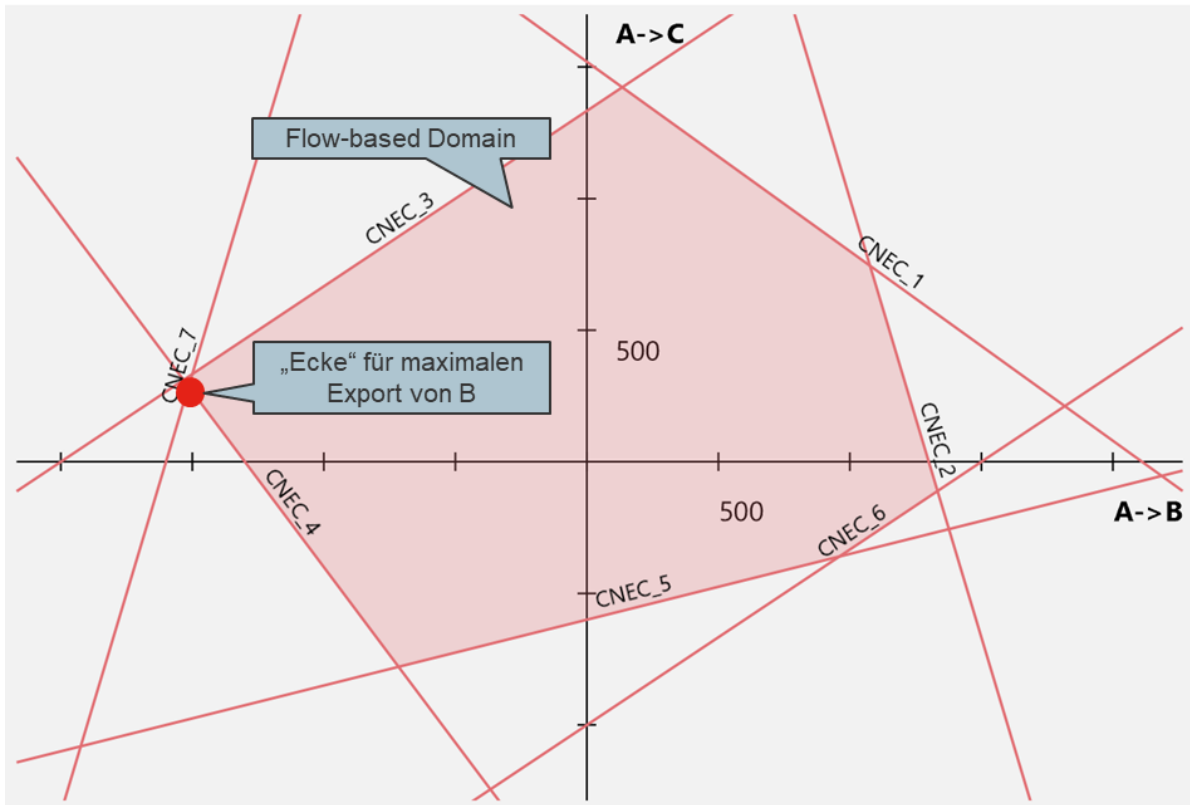 A->C
Flow-based Domain
CNEC_3
CNEC_1
CNEC_7
„Ecke“ für maximalen
Export von B
500
CNEC_2
CNEC_4
500
A->B
CNEC_6
CNEC_5